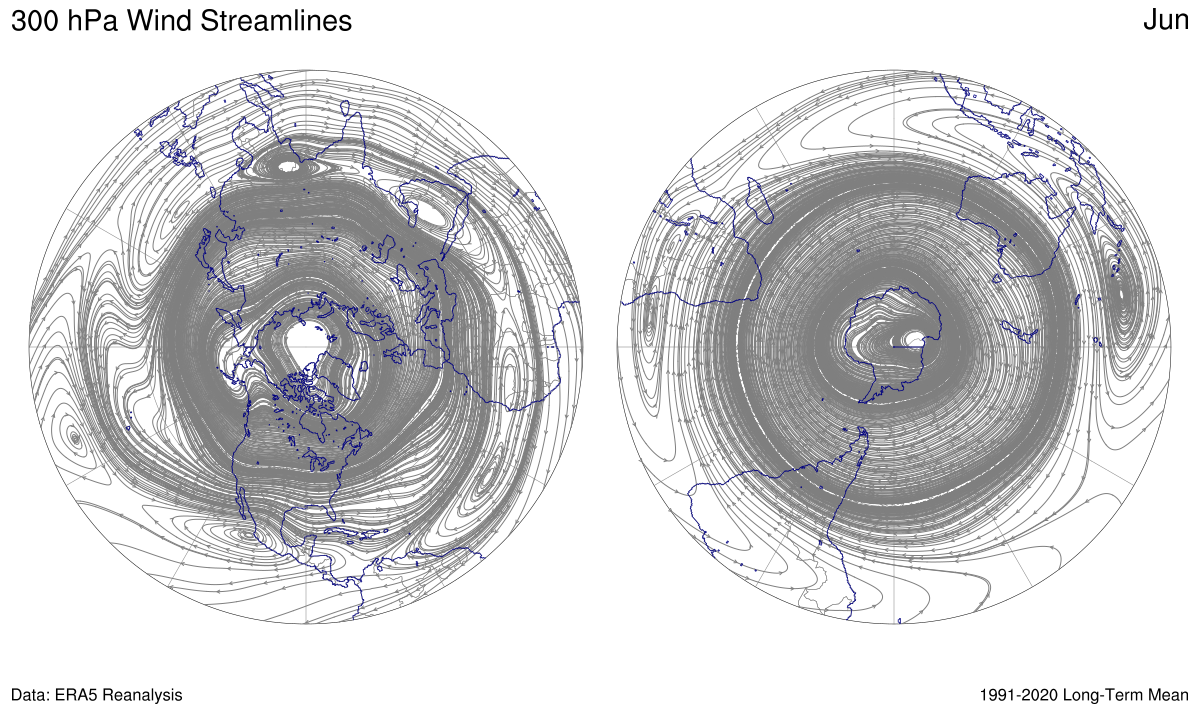 300 hPa Wind Streamlines
Jun
Data: ERA5 Reanalysis
1991-2020 Long-Term Mean